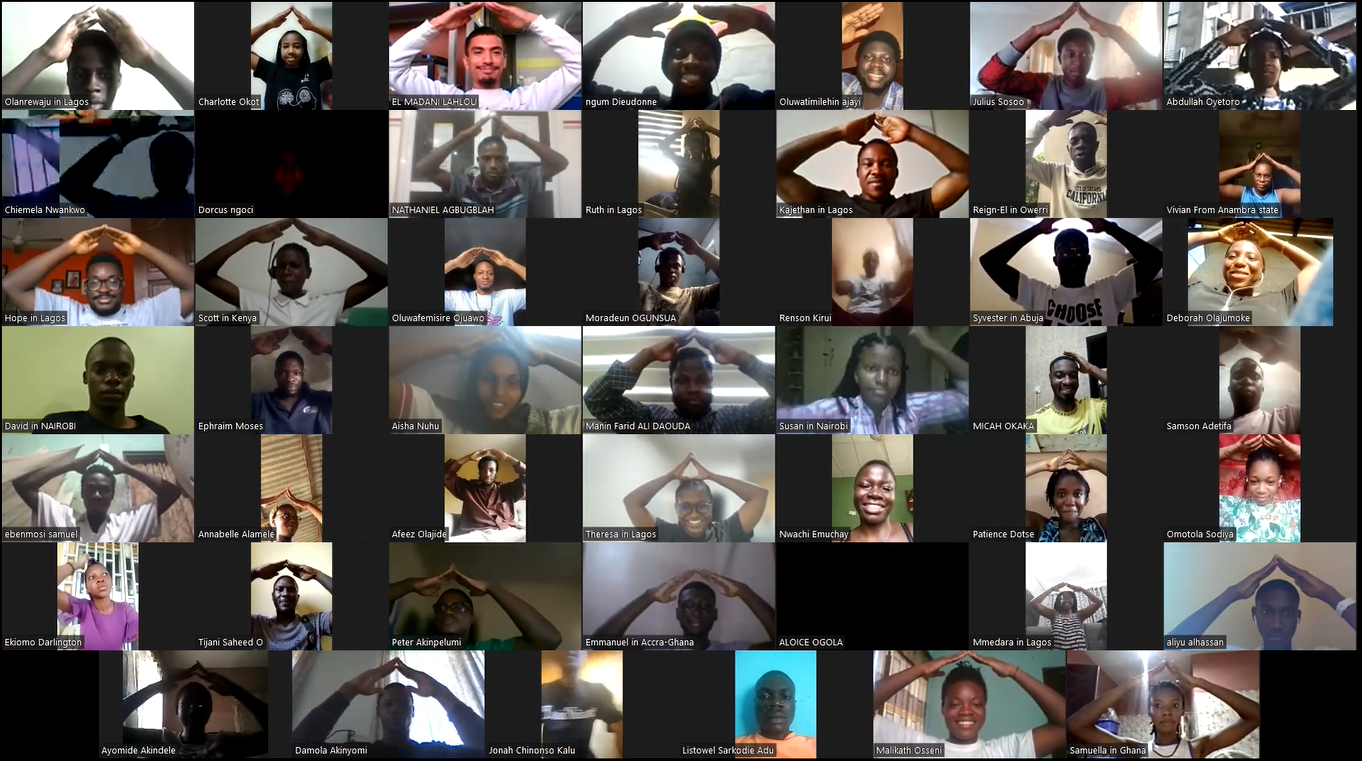 Olanrewaju in Lagos
Charlotte Okot
EL MADANI LAHLOU
ngum Dieudonne
Oluwatimilehin ajayi
Julius Sosoo
Abdullah Oyetoro
Chiemela Nwankwo
Dorcus ngoci
NATHANIEL AGBUGBLAH
Ruth in Lagos
Kajethan in Lagos
Reign-El in Owerri
CALIFORNIA
Vivian From Anambra state
Hope in Lagos
Scott in Kenya
Oluwafemisire Ojuawo
Moradeun OGUNSUA
Renson Kirui
Syvester in Abuja
CHOOSE
Deborah Olajumoke
David in NAIROBI
Ephraim Moses
Aisha Nuhu
Manin Farid ALI DAOUDA
Susan in Nairobi
MICAH OKAKA
Samson Adetifa
ebenmosi samuel
Annabelle Alamele
Afeez Olajide
Theresa in Lagos
Nwachi Emuchay
Patience Dotse
Omotola Sodiya
Ekiomo Darlington
Tijani Saheed O
Peter Akinpelumi
Emmanuel in Accra-Ghana
ALOICE OGOLA
Mmedara in Lagos
aliyu alhassan
Ayomide Akindele
Damola Akinyomi
Jonah Chinonso Kalu
Listowel Sarkodie Adu
Malikath Osseni
Samuella in Ghana